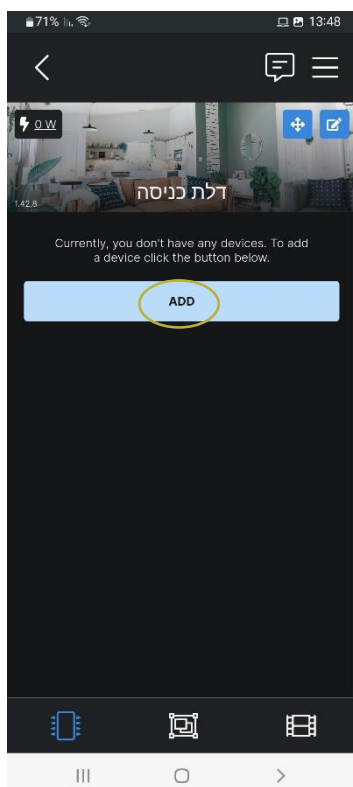 71% 13:48
0 W
דלת כניסה
1.42.8
Currently, you don't have any devices. To add
a device click the button below.
ADD